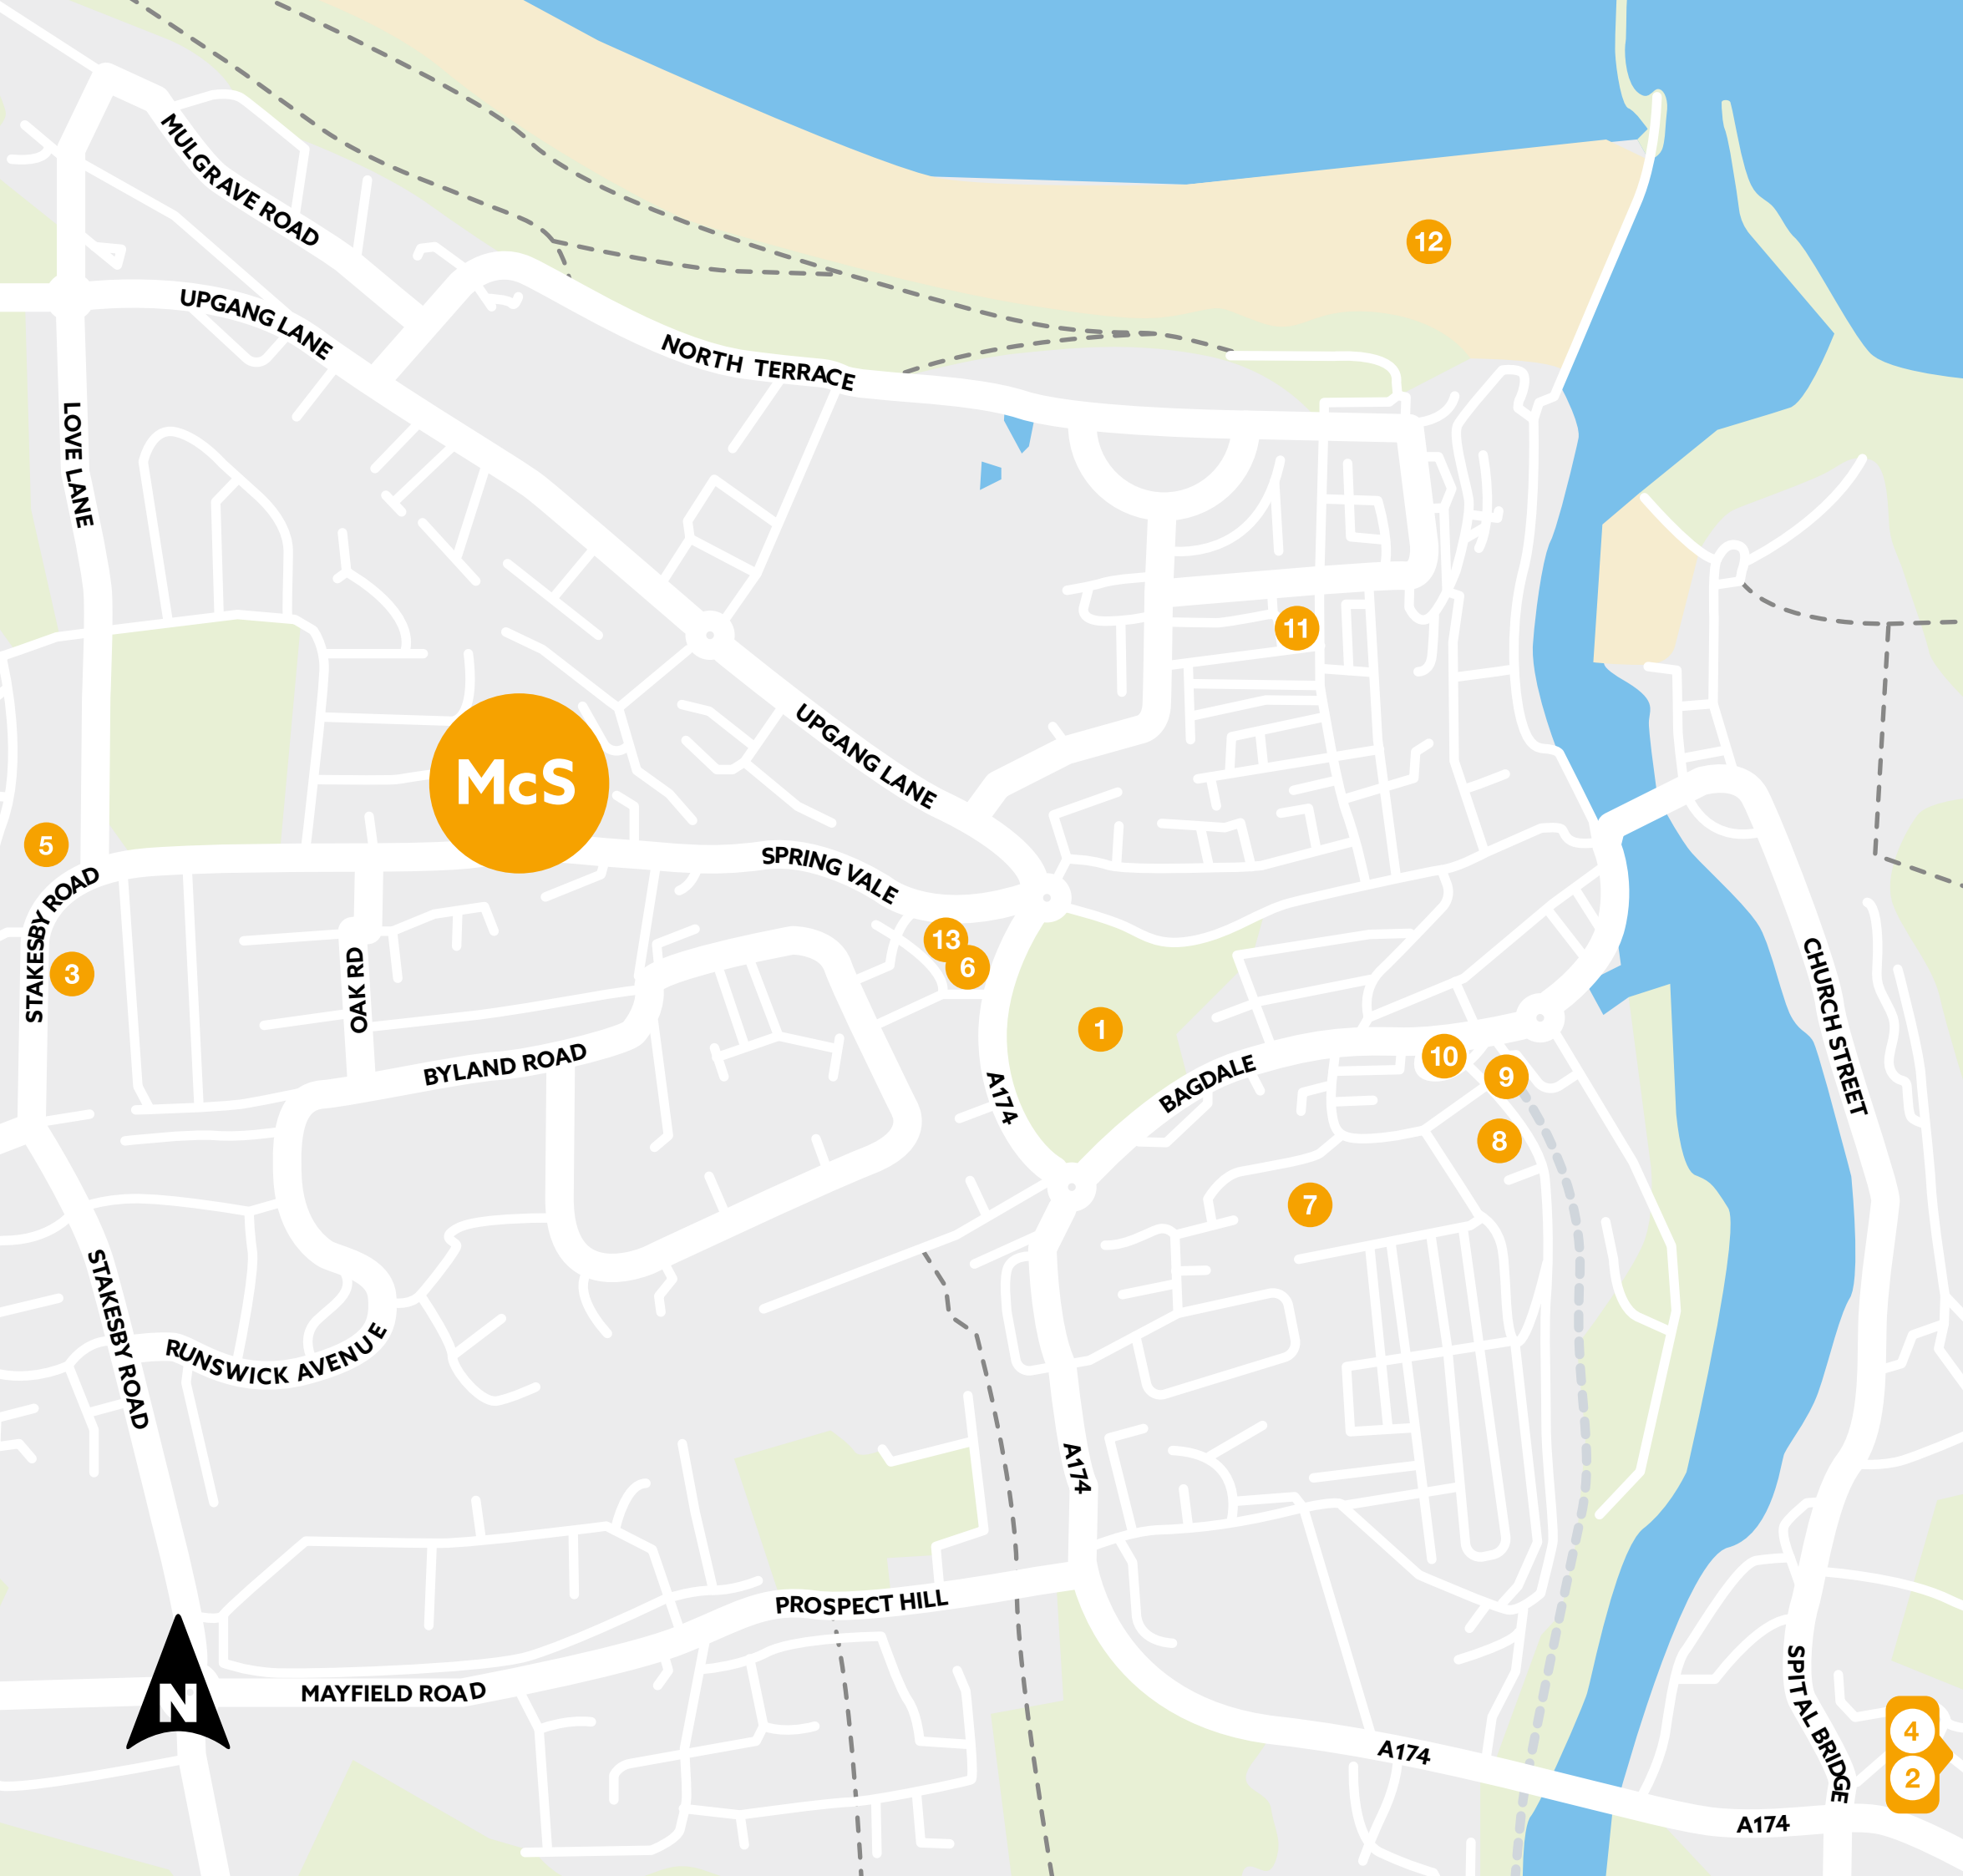 MULGRAVE ROAD
12
UPGANG LANE
NORTH TERRACE
LOVE LANE
11
McS
UPGANG LANE
5
SPRING VALE
STAKESBY ROAD
13
6
3
OAK RD
1
CHURCH STREET
BYLAND ROAD
A174
BAGDALE
10
9
8
7
STAKESBY ROAD
RUNSWICK AVENUE
A174
PROSPECT HILL
N
MAYFIELD ROAD
SPITAL BRIDGE
4
2
A174
A174